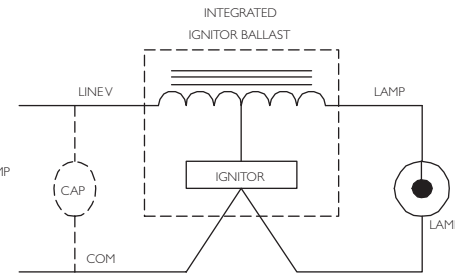 INTEGRATED
IGNITOR BALLAST
LINE V
LAMP
IGNITOR
CAP
COM